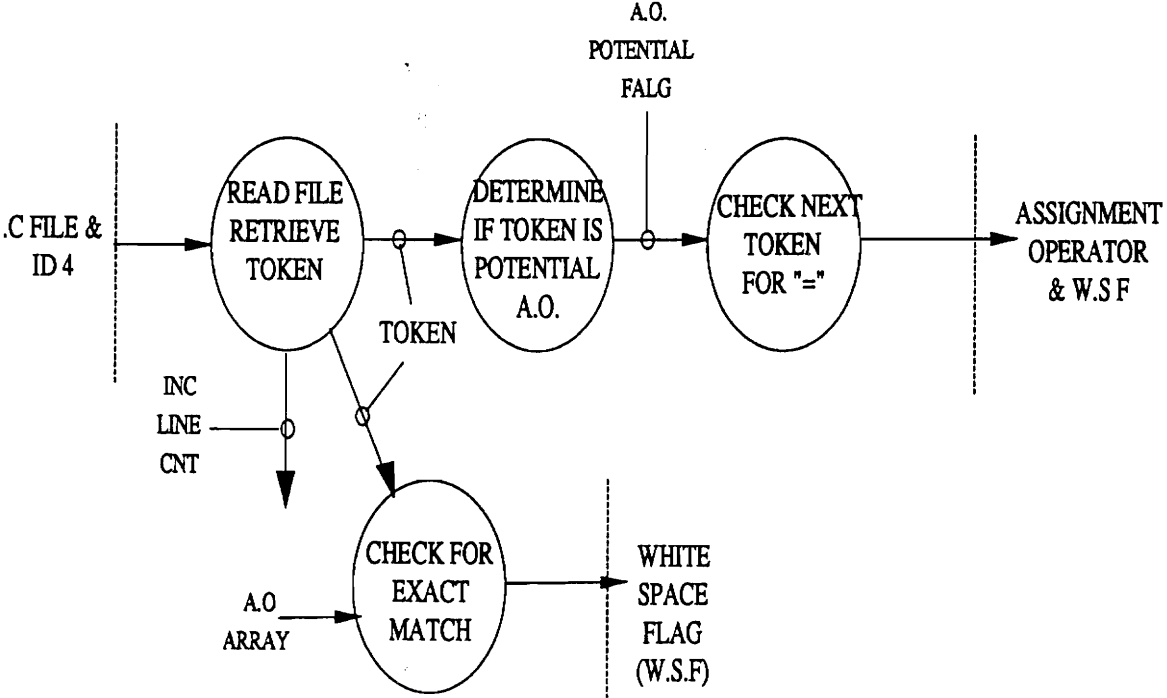 A.O.
POTENTIAL
FALG
.C FILE &
ID 4
READ FILE
RETRIEVE
TOKEN
DETERMINE
IF TOKEN IS
POTENTIAL
A.O.
CHECK NEXT
TOKEN
FOR "="
ASSIGNMENT
OPERATOR
& W.S F
TOKEN
INC
LINE
CNT
CHECK FOR
EXACT
MATCH
A.O
ARRAY
WHITE
SPACE
FLAG
(W.S.F)